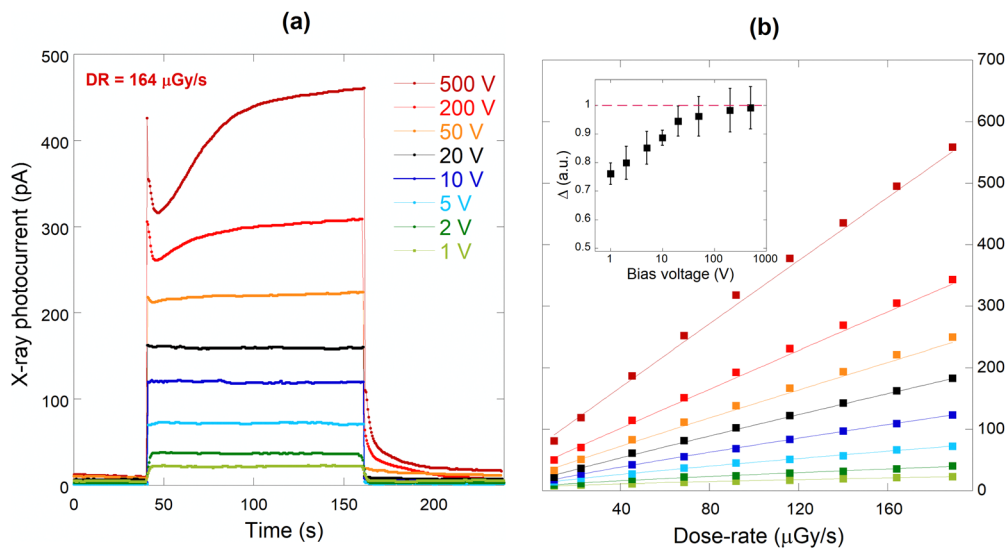 (a)
500
400
300
200
100
0
X-ray photocurrent (pA)
DR = 164 μGy/s
500 V
200 V
50 V
20 V
10 V
5 V
2 V
1 V
0
50
100
150
200
Time (s)
(b)
1
0.9
0.8
0.7
0.6
0.5
Δ (a.u.)
1
10
100
1000
Bias voltage (V)
700
600
500
400
300
200
100
0
40
80
120
160
Dose-rate (μGy/s)